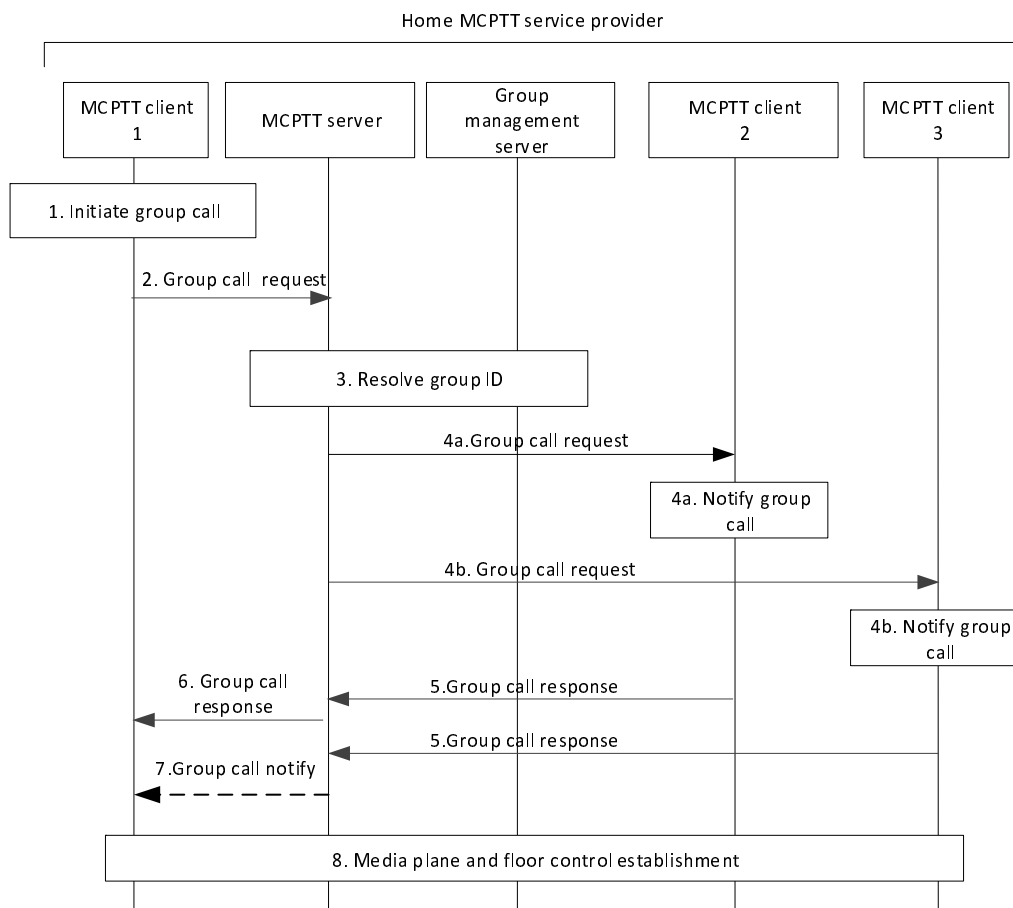 Home MCPTT service provider
MCPTT client
1
MCPTT server
Group
management
server
MCPTT client
2
MCPTT client
3
1. Initiate group call
2. Group call request
3. Resolve group ID
4a.Group call request
4a. Notify group
call
4b. Group call request
4b. Notify group
call
6. Group call
response
5.Group call response
5.Group call response
7.Group call notify
8. Media plane and floor control establishment